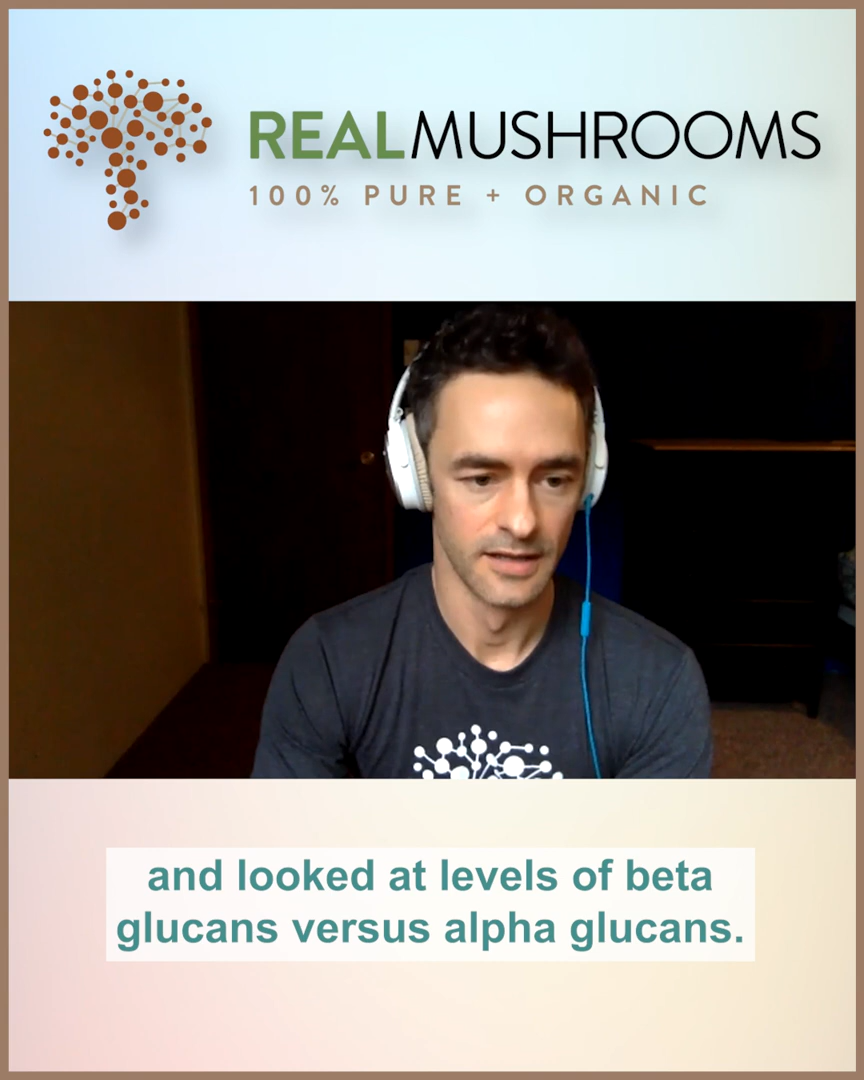 REALMUSHROOMS
100% PURE + ORGANIC
and looked at levels of beta
glucans versus alpha glucans.